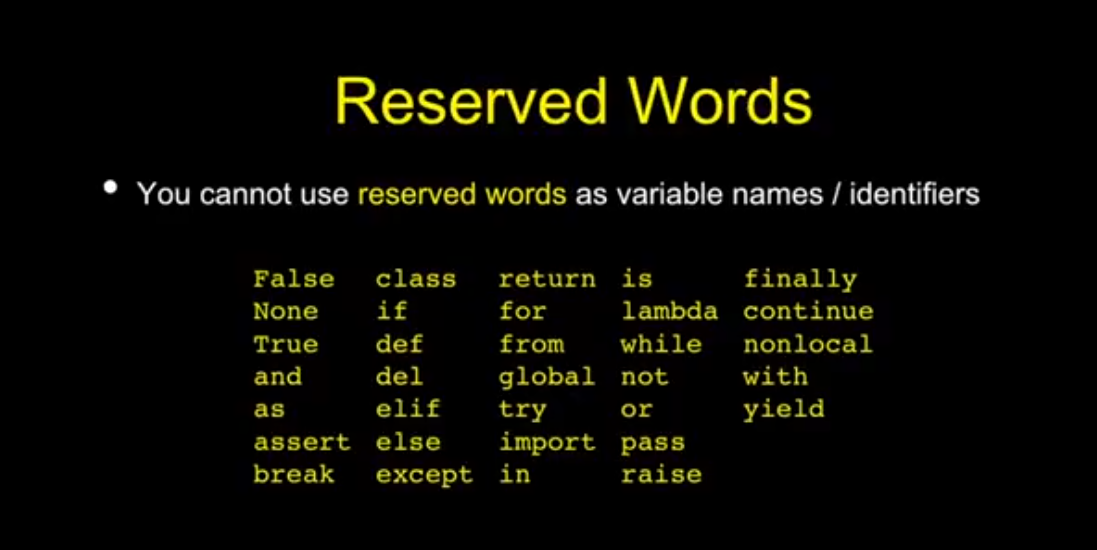 Reserved Words
• You cannot use reserved words as variable names / identifiers
False class return is finally
None if for lambda continue
True def from while nonlocal
and del global not with
as elif try or yield
assert else import pass
break except in raise